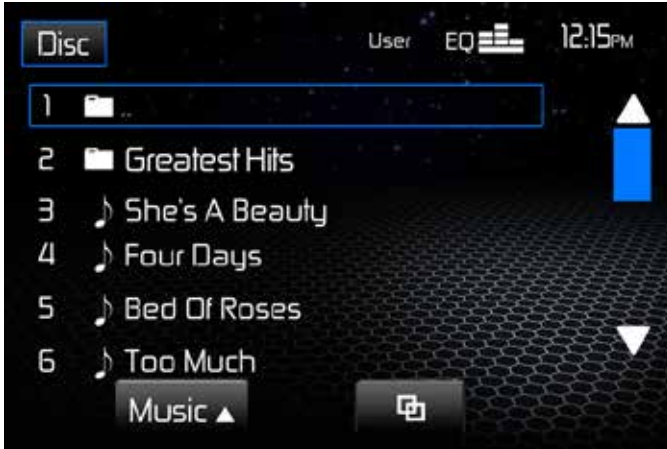 Disc User EQ 12:15PM
1 ..
2 Greatest Hits
3 She's A Beauty
4 Four Days
5 Bed Of Roses
6 Too Much
Music